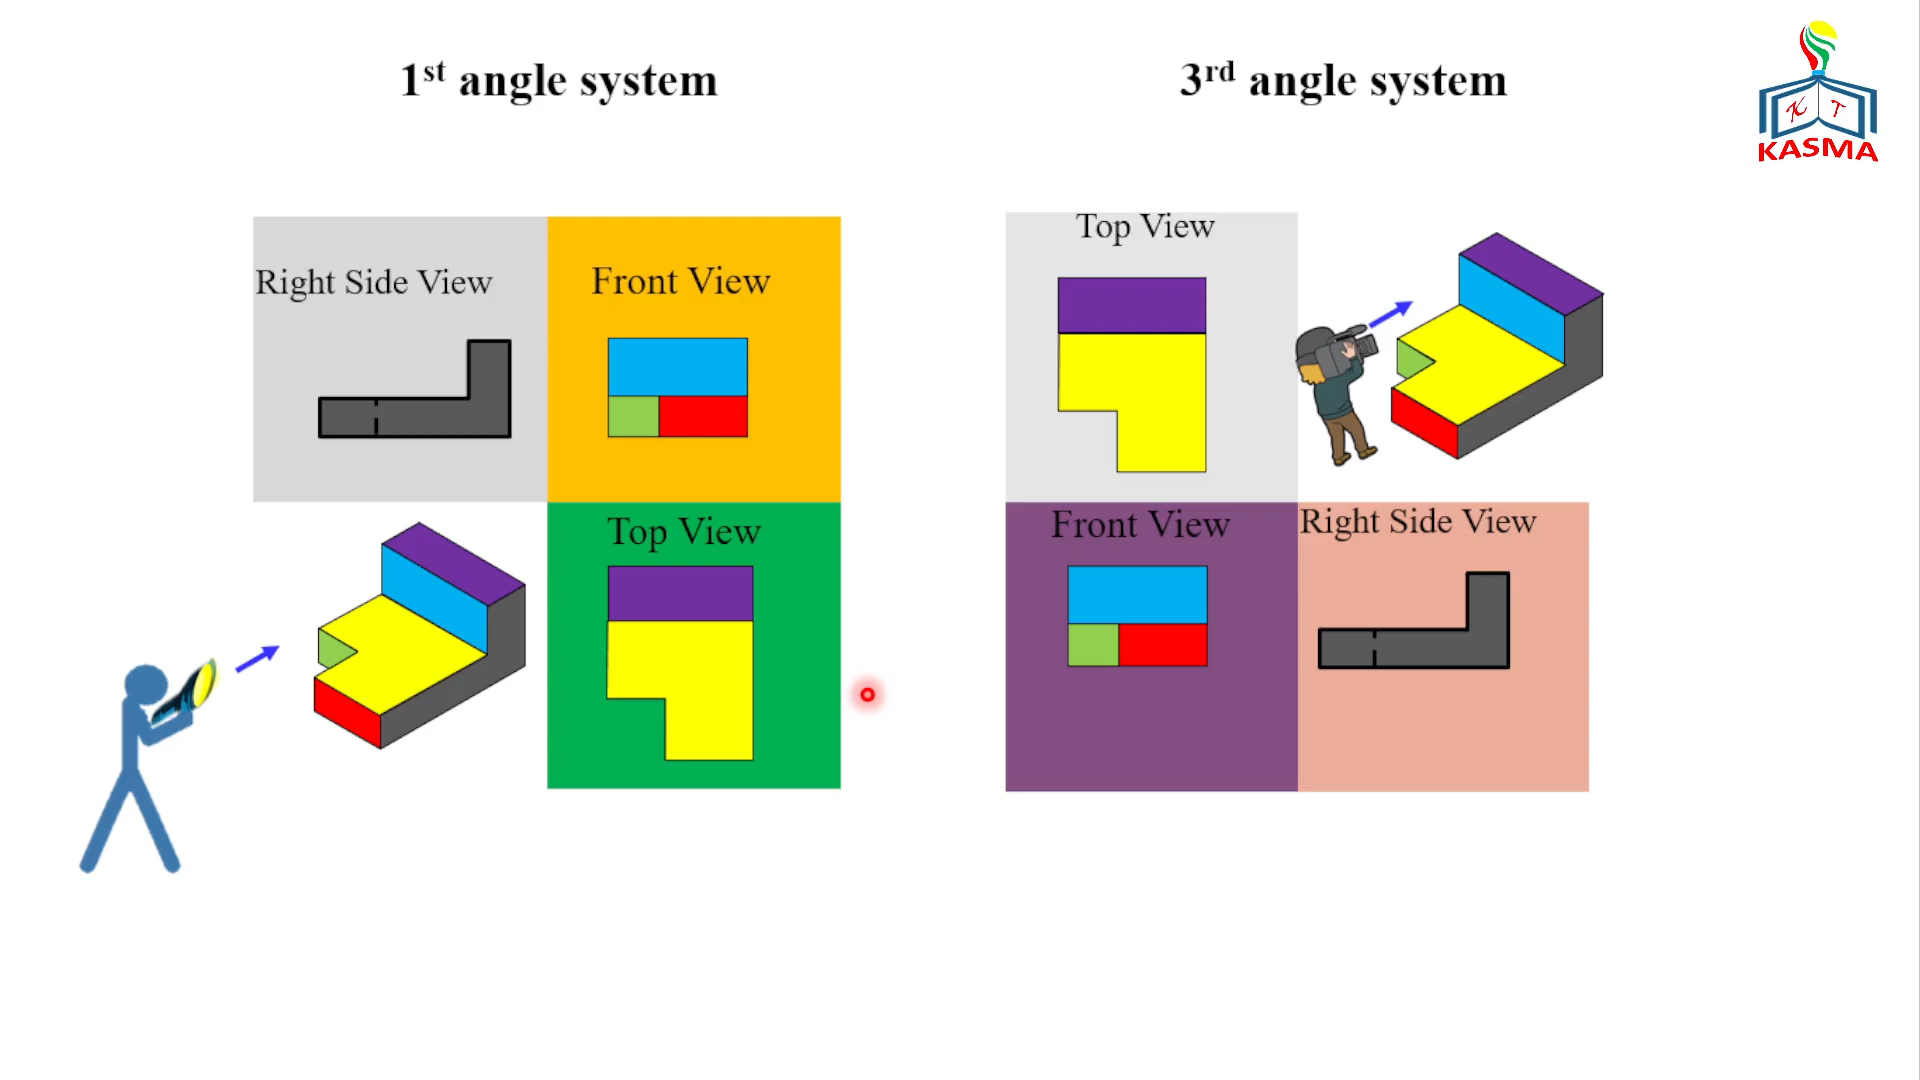 1st angle system
3rd angle system
K T
KASMA
Right Side View
Front View
Top View
Top View
Front View
Right Side View